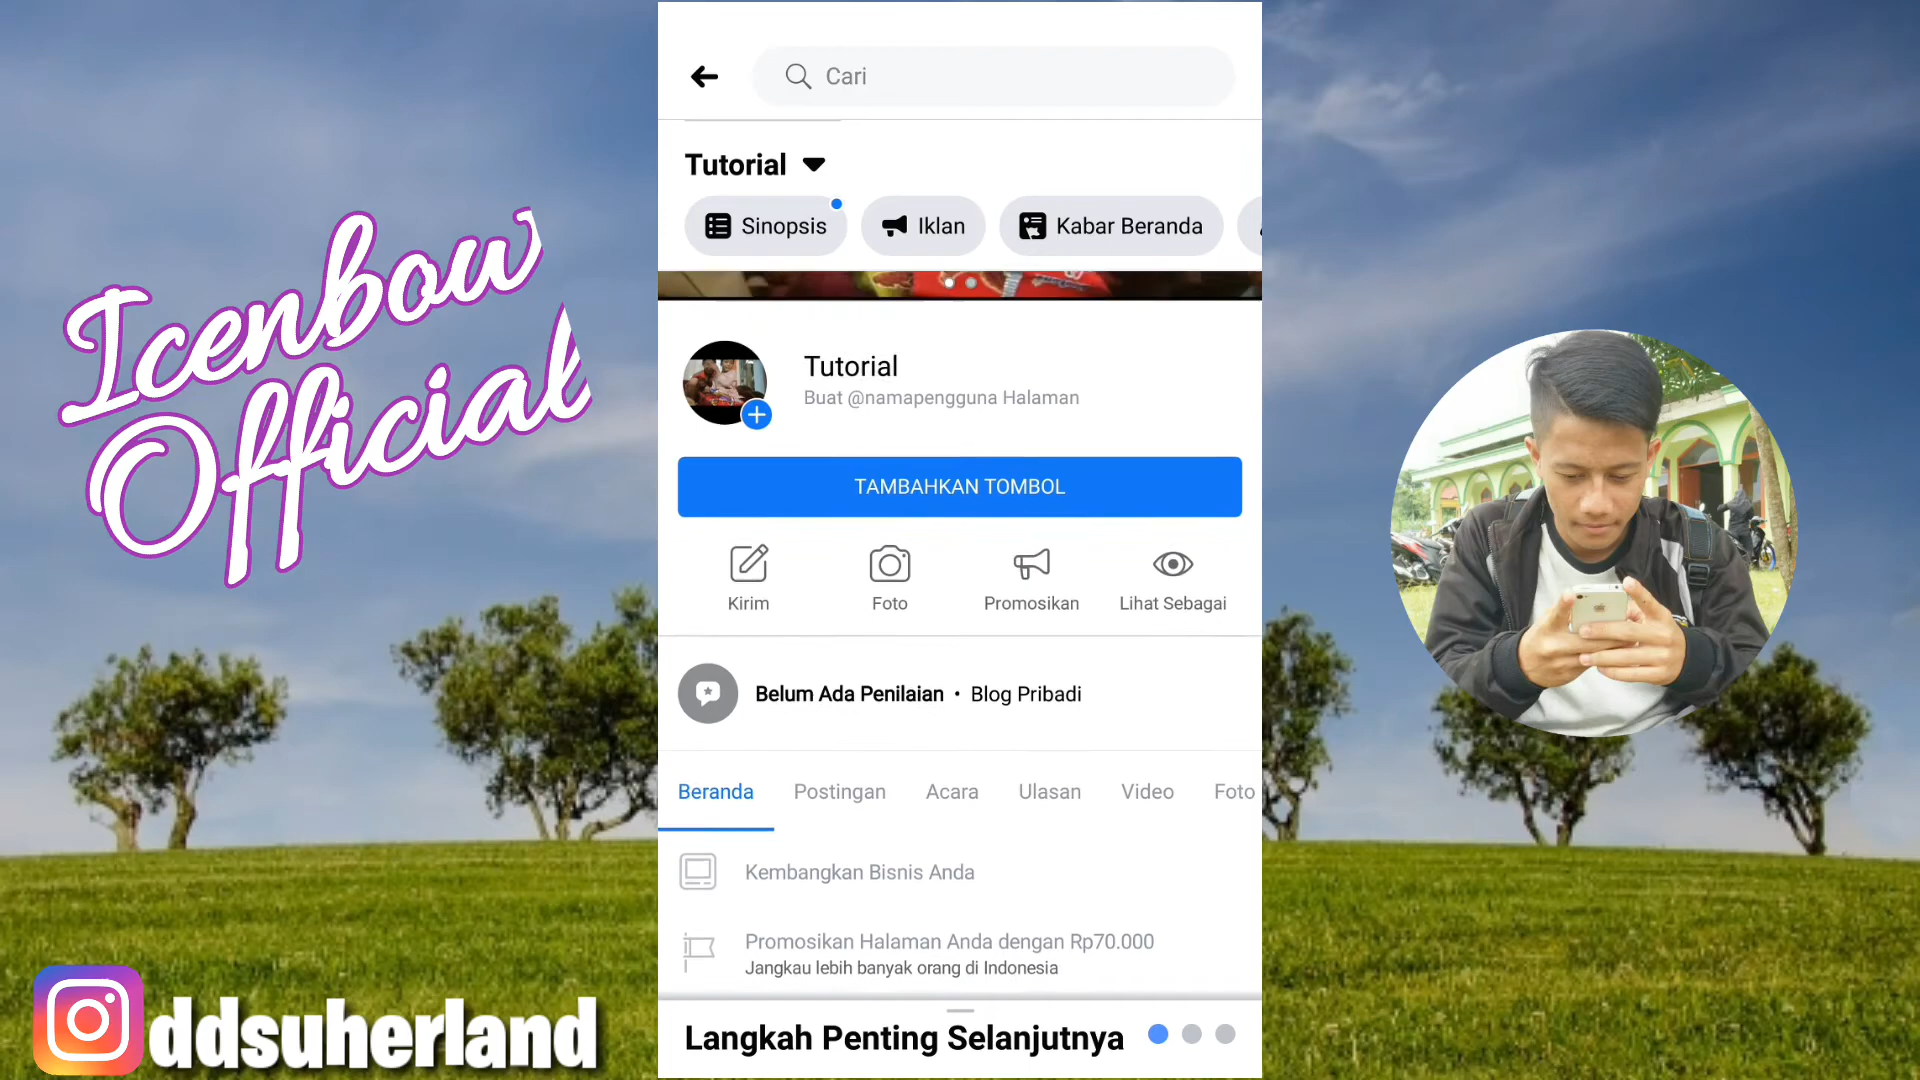 Icenbow
Official
Cari
Tutorial
Sinopsis
Iklan
Kabar Beranda
Tutorial
Buat @namapengguna Halaman
TAMBAHKAN TOMBOL
Kirim
Foto
Promosikan
Lihat Sebagai
Belum Ada Penilaian • Blog Pribadi
Beranda
Postingan
Acara
Ulasan
Video
Foto
Kembangkan Bisnis Anda
Promosikan Halaman Anda dengan Rp70.000
Jangkau lebih banyak orang di Indonesia
Langkah Penting Selanjutnya
ddsuherland